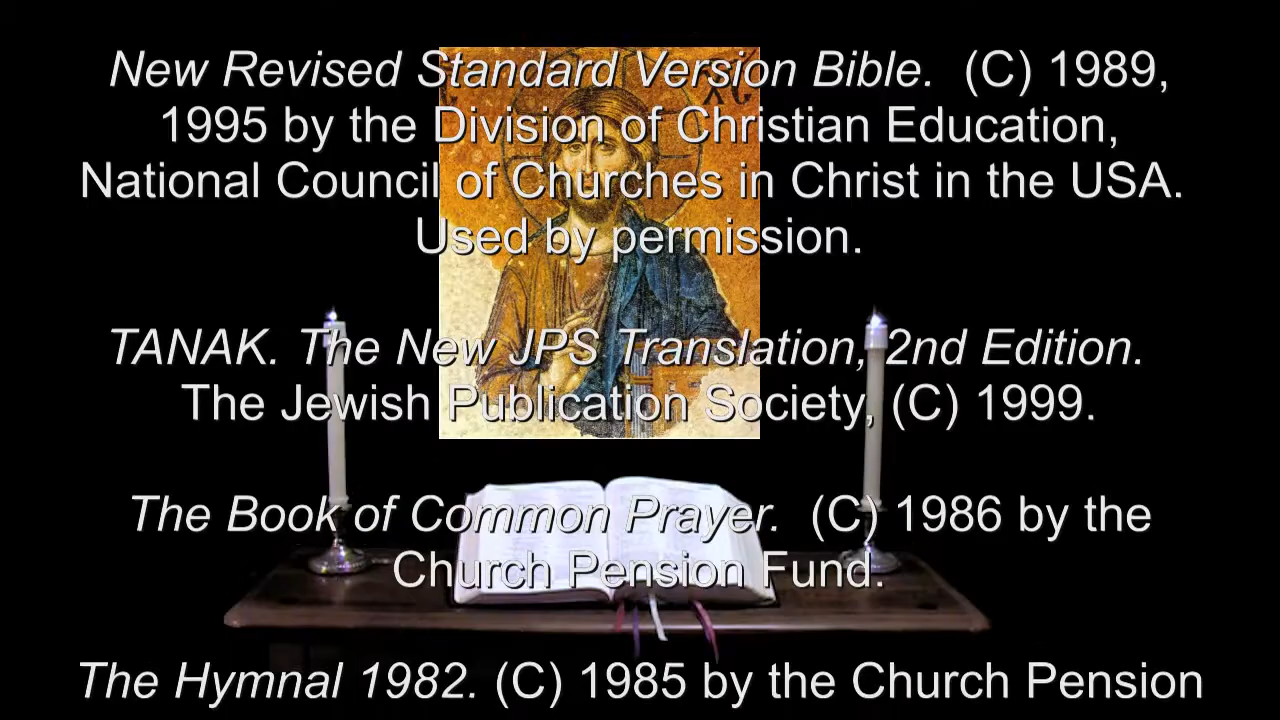 New Revised Standard Version Bible. (C) 1989,
1995 by the Division of Christian Education,
National Council of Churches in Christ in the USA.
Used by permission.
TANAK. The New JPS Translation, 2nd Edition.
The Jewish Publication Society, (C) 1999.
The Book of Common Prayer. (C) 1986 by the
Church Pension Fund.
The Hymnal 1982. (C) 1985 by the Church Pension